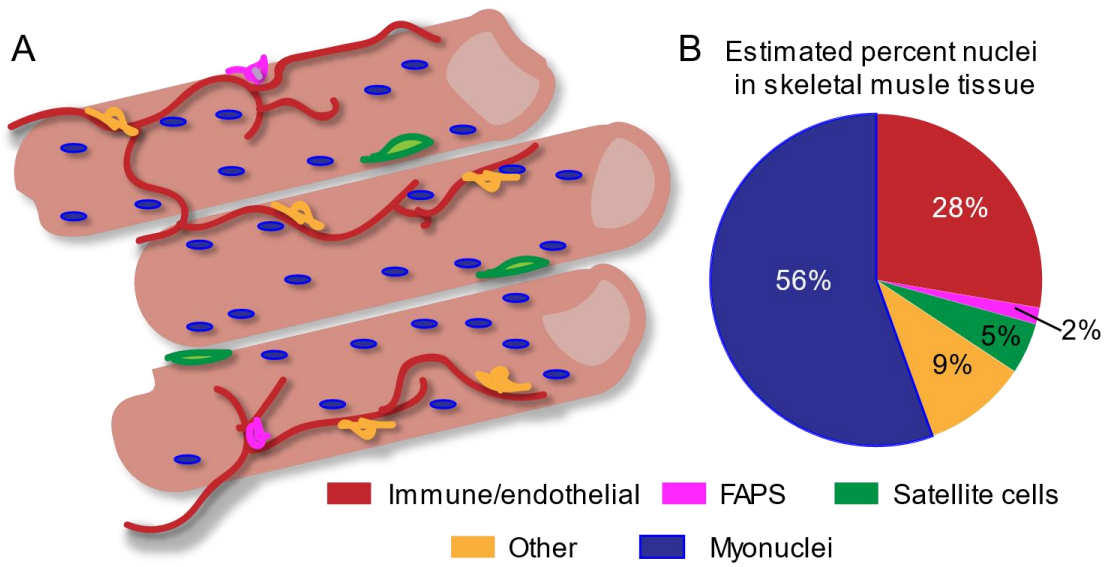 A
B
Estimated percent nuclei
in skeletal musle tissue
28%
56%
2%
5%
9%
Immune/endothelial
FAPS
Satellite cells
Other
Myonuclei